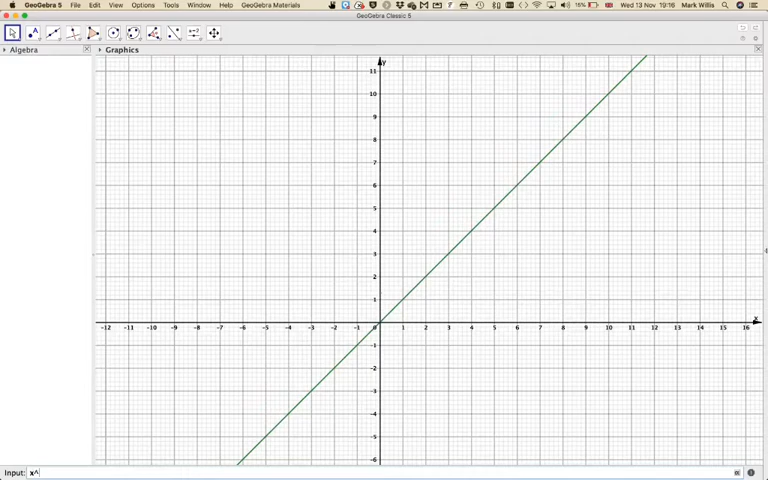 GeoGebra 5 File Edit View Options Tools Window Help GeoGebra Materials 15% Wed 13 Nov 19:16 Mark Willis
GeoGebra Classic 5
Algebra Graphics
y
11
10
9
8
7
6
5
4
3
2
1
-12 -11 -10 -9 -8 -7 -6 -5 -4 -3 -2 -1 0 1 2 3 4 5 6 7 8 9 10 11 12 13 14 15 16 x
-1
-2
-3
-4
-5
-6
Input: x^